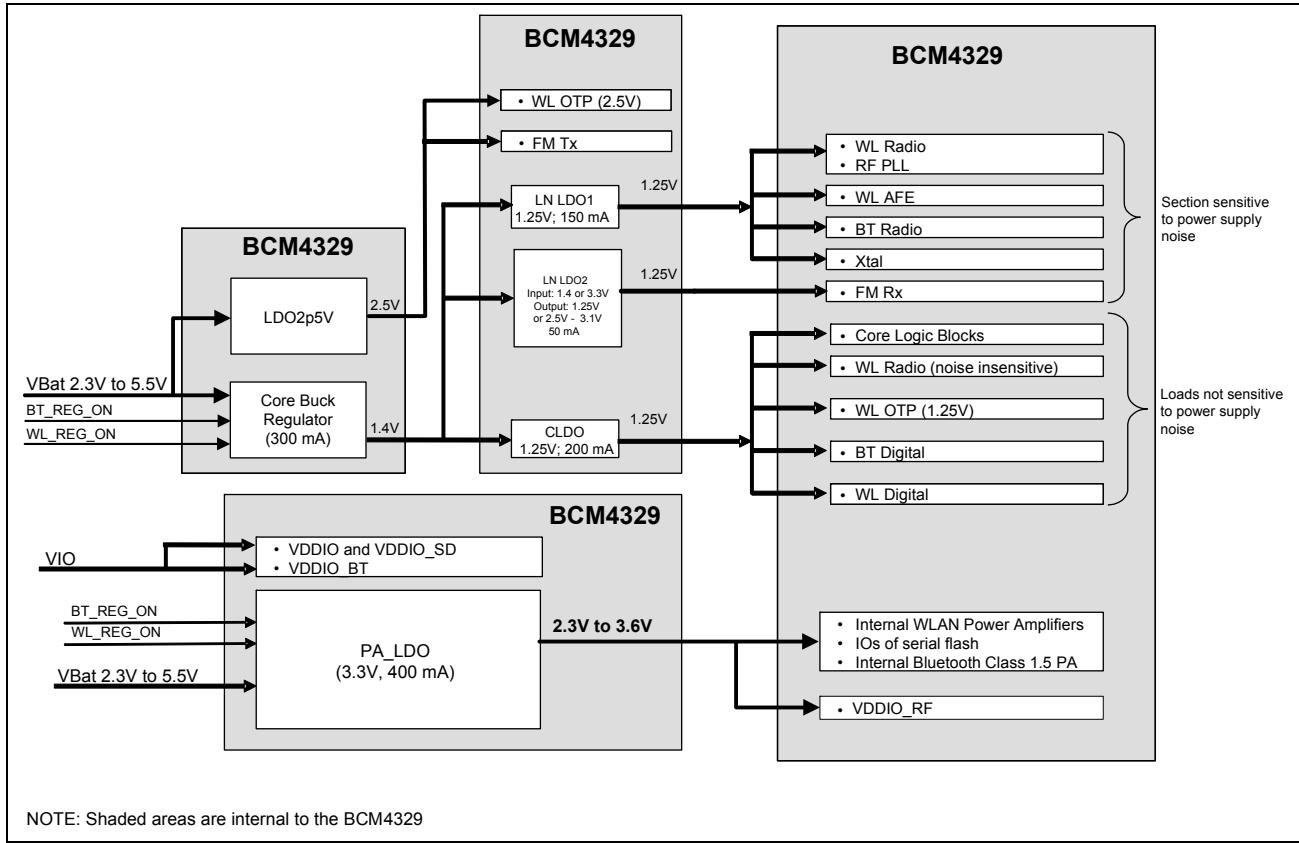 BCM4329
• WL OTP (2.5V)
• FM Tx
LN LDO1
1.25V; 150 mA
1.25V
LN LDO2
Input: 1.4 or 3.3V
Output: 1.25V
or 2.5V - 3.1V
50 mA
1.25V
CLDO
1.25V; 200 mA
1.25V
BCM4329
LDO2p5V
2.5V
Core Buck
Regulator
(300 mA)
1.4V
VBat 2.3V to 5.5V
BT_REG_ON
WL_REG_ON
BCM4329
• WL Radio
• RF PLL
• WL AFE
• BT Radio
• Xtal
• FM Rx
Section sensitive
to power supply
noise
• Core Logic Blocks
• WL Radio (noise insensitive)
• WL OTP (1.25V)
• BT Digital
• WL Digital
Loads not sensitive
to power supply
noise
BCM4329
VIO
• VDDIO and VDDIO_SD
• VDDIO_BT
BT_REG_ON
WL_REG_ON
VBat 2.3V to 5.5V
PA_LDO
(3.3V, 400 mA)
2.3V to 3.6V
• Internal WLAN Power Amplifiers
• IOs of serial flash
• Internal Bluetooth Class 1.5 PA
• VDDIO_RF
NOTE: Shaded areas are internal to the BCM4329